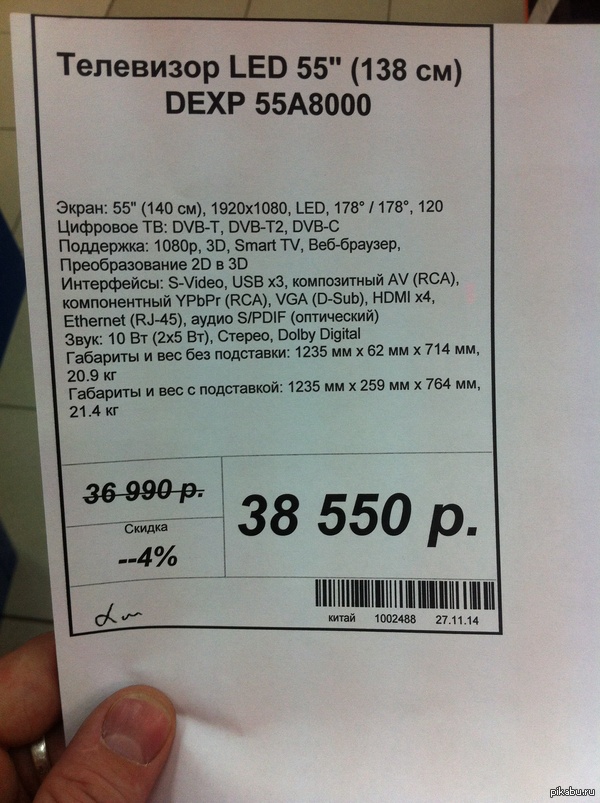 Телевизор LED 55" (138 см)
DEXP 55A8000
Экран: 55" (140 см), 1920x1080, LED, 178° / 178°, 120
Цифровое ТВ: DVB-T, DVB-T2, DVB-C
Поддержка: 1080p, 3D, Smart TV, Веб-браузер,
Преобразование 2D в 3D
Интерфейсы: S-Video, USB x3, композитный AV (RCA),
компонентный YPbPr (RCA), VGA (D-Sub), HDMI x4,
Ethernet (RJ-45), аудио S/PDIF (оптический)
Звук: 10 Вт (2x5 Вт), Стерео, Dolby Digital
Габариты и вес без подставки: 1235 мм x 62 мм x 714 мм,
20.9 кг
Габариты и вес с подставкой: 1235 мм x 259 мм x 764 мм,
21.4 кг
36 990 р.
Скидка
--4%
38 550 р.
китай 1002488 27.11.14
pikabu.ru